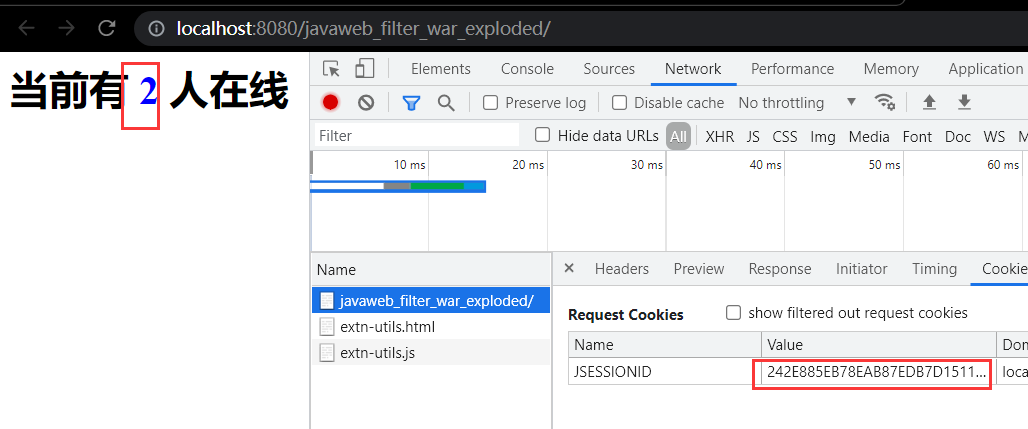 localhost:8080/javaweb_filter_war_exploded/
当前有 2 人在线
Elements Console Sources Network Performance Memory Application
Preserve log Disable cache No throttling
Filter Hide data URLs All XHR JS CSS Img Media Font Doc WS
10 ms 20 ms 30 ms 40 ms 50 ms 60 ms
Name × Headers Preview Response Initiator Timing Cookie
javaweb_filter_war_exploded/
extn-utils.html
extn-utils.js
Request Cookies show filtered out request cookies
Name Value Dom
JSESSIONID 242E885EB78EAB87EDB7D1511... loca